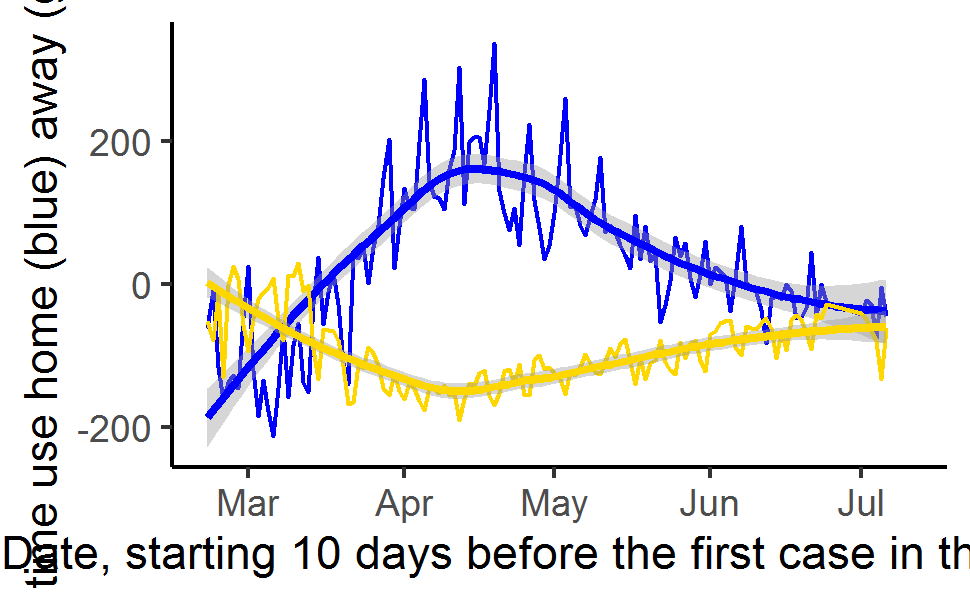 time use home (blue) away (
200
0
-200
Mar Apr May Jun Jul
Date, starting 10 days before the first case in th